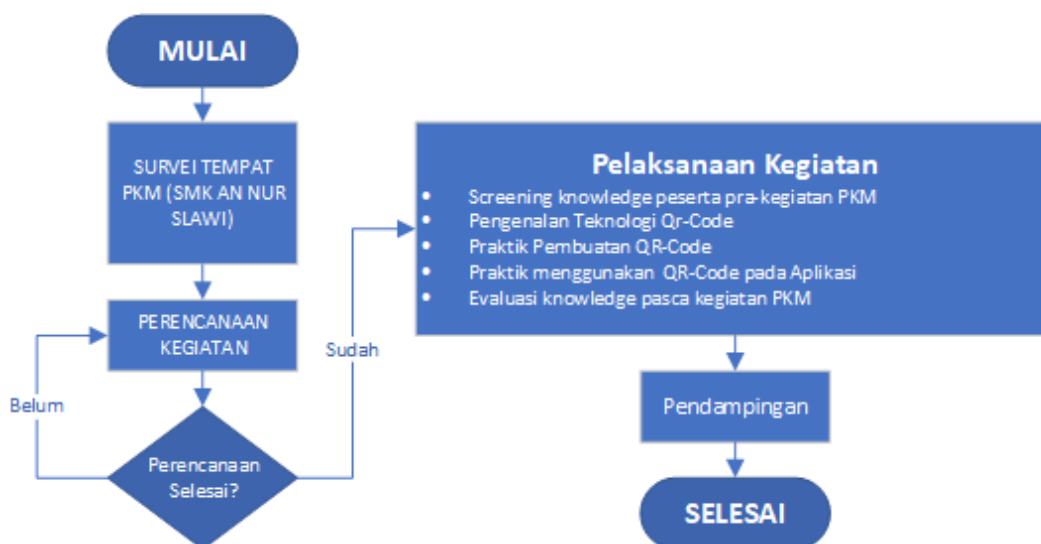 MULAI
SURVEI TEMPAT
PKM (SMK AN NUR
SLAWI)
PERENCANAAN
KEGIATAN
Belum
Perencanaan
Selesai?
Sudah
Pelaksanaan Kegiatan
• Screening knowledge peserta pra-kegiatan PKM
• Pengenalan Teknologi Qr-Code
• Praktik Pembuatan QR-Code
• Praktik menggunakan QR-Code pada Aplikasi
• Evaluasi knowledge pasca kegiatan PKM
Pendampingan
SELESAI